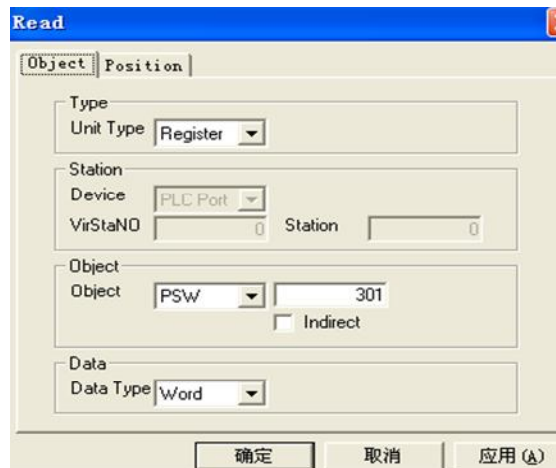 Read
Object Position
Type
Unit Type Register
Station
Device PLC Port
VirStaNO 0 Station 0
Object
Object PSW 301
Indirect
Data
Data Type Word
确定 取消 应用(A)